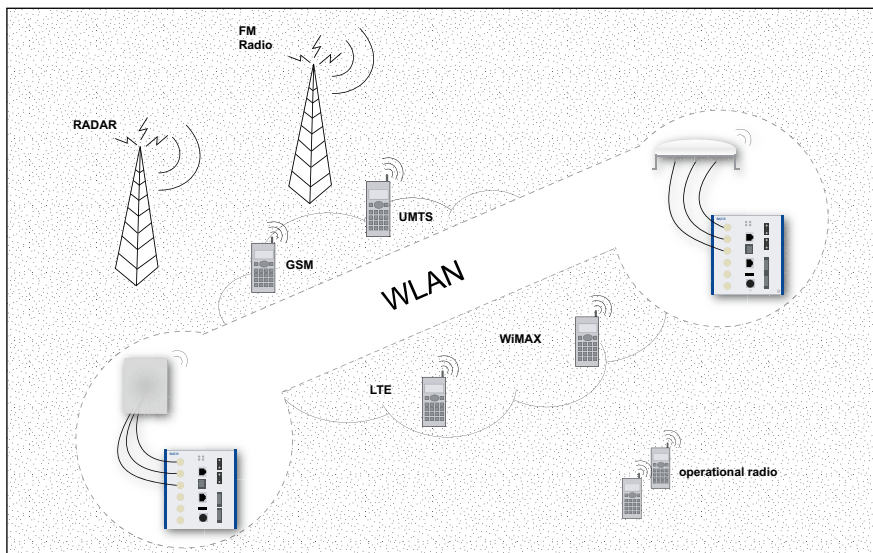 FM
Radio
RADAR
UMTS
GSM
WLAN
WiMAX
LTE
operational radio